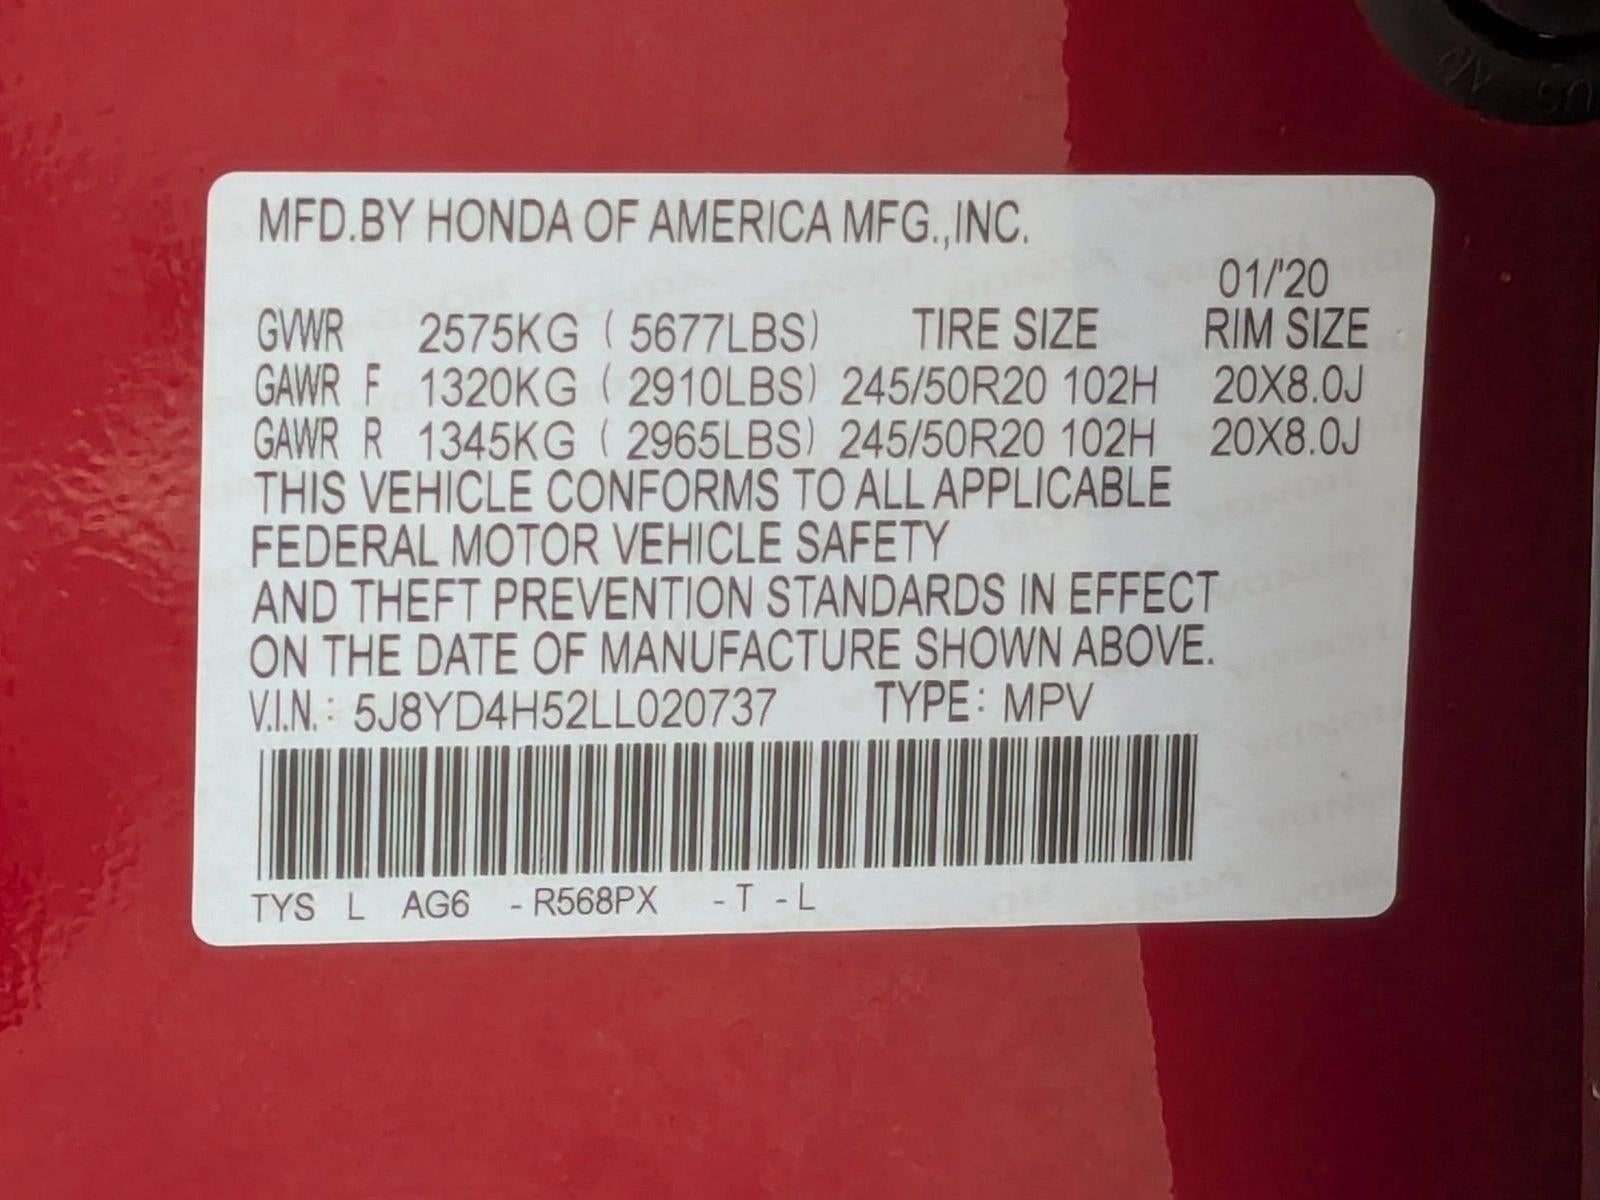 MFD.BY HONDA OF AMERICA MFG.,INC.
01/'20
GVWR 2575KG ( 5677LBS) TIRE SIZE RIM SIZE
GAWR F 1320KG ( 2910LBS) 245/50R20 102H 20X8.0J
GAWR R 1345KG ( 2965LBS) 245/50R20 102H 20X8.0J
THIS VEHICLE CONFORMS TO ALL APPLICABLE
FEDERAL MOTOR VEHICLE SAFETY
AND THEFT PREVENTION STANDARDS IN EFFECT
ON THE DATE OF MANUFACTURE SHOWN ABOVE.
V.I.N.: 5J8YD4H52LL020737 TYPE: MPV
TYS L AG6 -R568PX -T -L